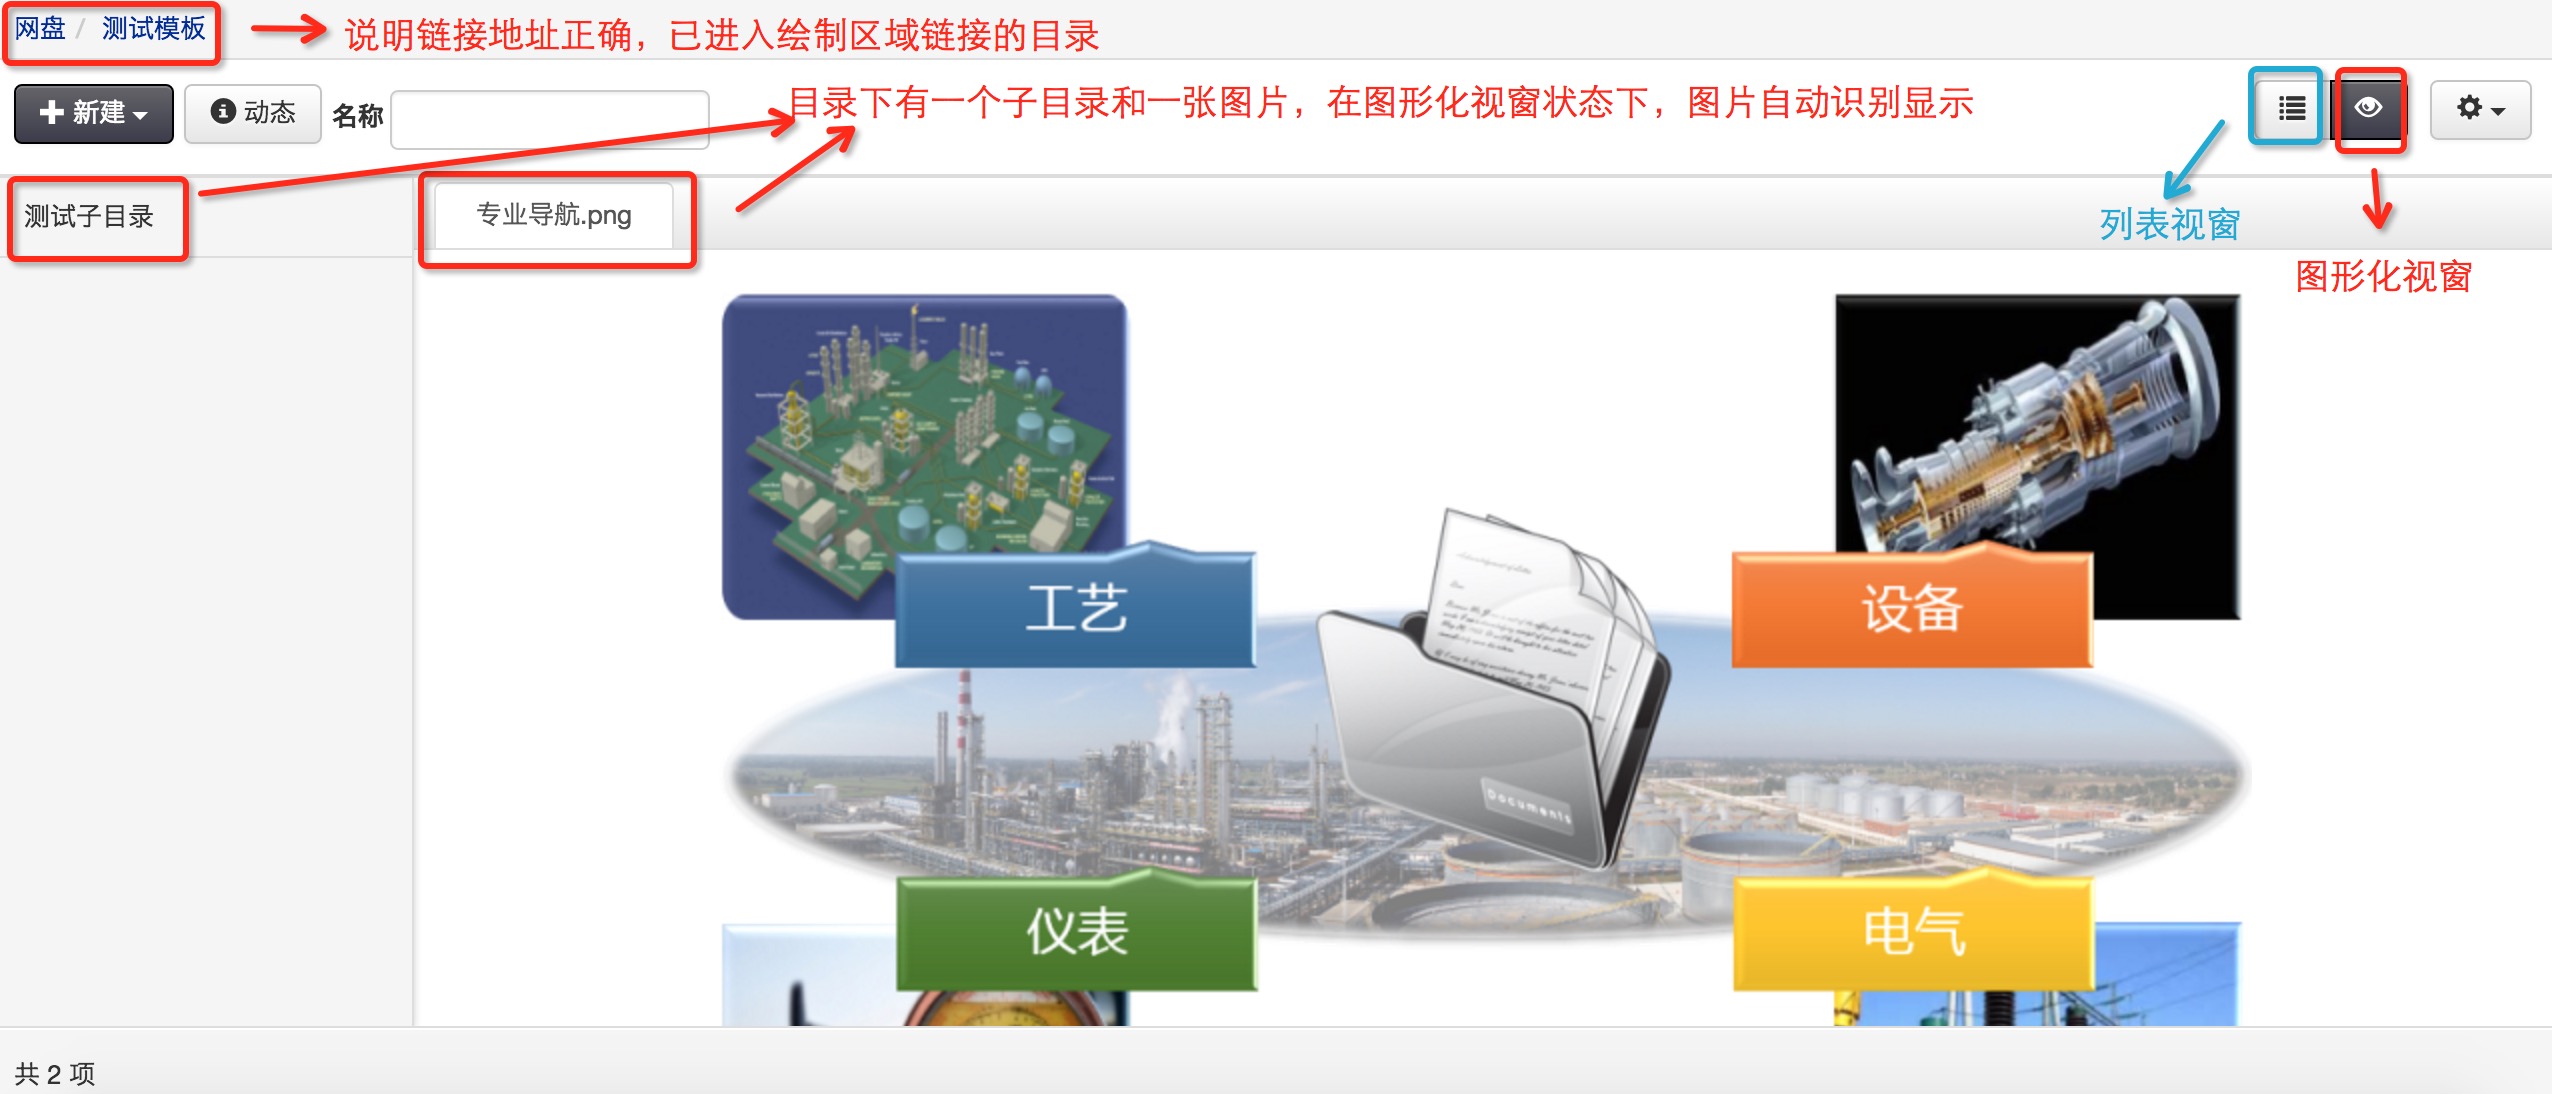 网盘 / 测试模板
说明链接地址正确，已进入绘制区域链接的目录
新建
动态
名称
目录下有一个子目录和一张图片，在图形化视窗状态下，图片自动识别显示
列表视窗
图形化视窗
测试子目录
专业导航.png
工艺
设备
Documents
仪表
电气
共 2 项